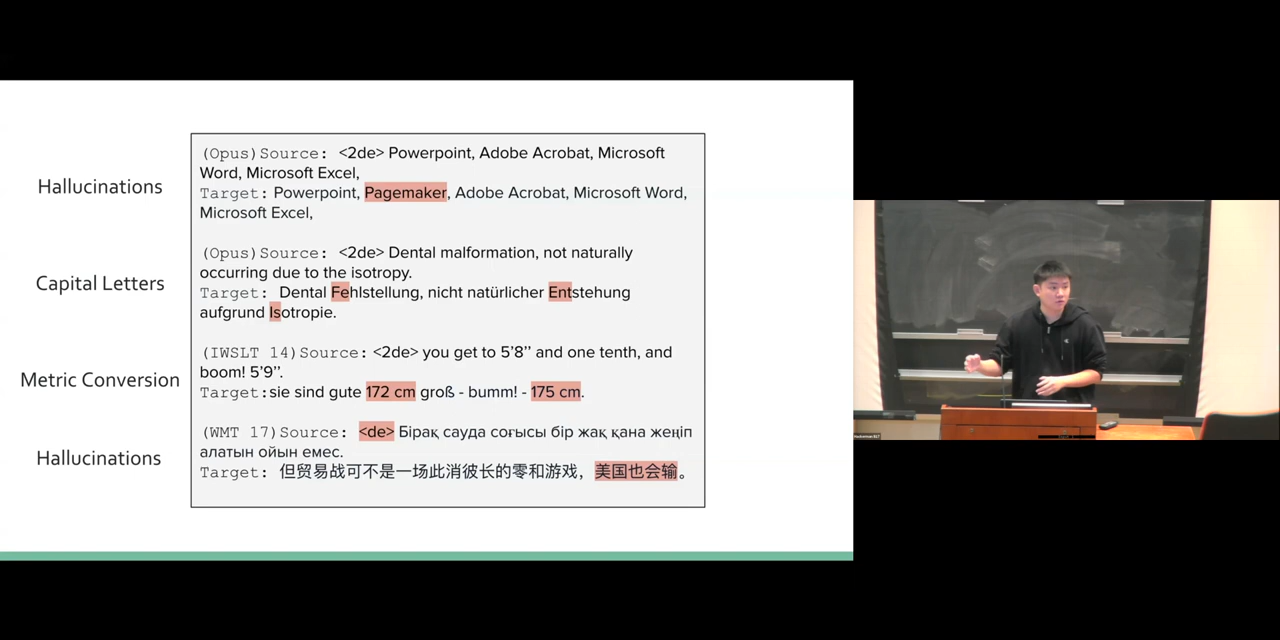 Hallucinations
(Opus)Source: <2de> Powerpoint, Adobe Acrobat, Microsoft
Word, Microsoft Excel,
Target: Powerpoint, Pagemaker, Adobe Acrobat, Microsoft Word,
Microsoft Excel,
Capital Letters
(Opus)Source: <2de> Dental malformation, not naturally
occurring due to the isotropy.
Target: Dental Fehlstellung, nicht natürlicher Entstehung
aufgrund Isotropie.
Metric Conversion
(IWSLT 14)Source: <2de> you get to 5’8’’ and one tenth, and
boom! 5’9’’.
Target:sie sind gute 172 cm groß - bumm! - 175 cm.
Hallucinations
(WMT 17)Source: <de> Бірақ сауда соғысы бір жақ қана жеңіп
алатын ойын емес.
Target: 但贸易战可不是一场此消彼长的零和游戏，美国也会输。